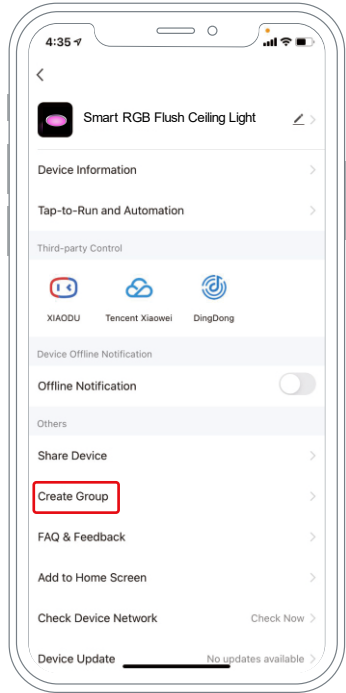 4:35
Smart RGB Flush Ceiling Light
Device Information
Tap-to-Run and Automation
Third-party Control
XIAODU Tencent Xiaowei DingDong
Device Offline Notification
Offline Notification
Others
Share Device
Create Group
FAQ & Feedback
Add to Home Screen
Check Device Network Check Now
Device Update No updates available